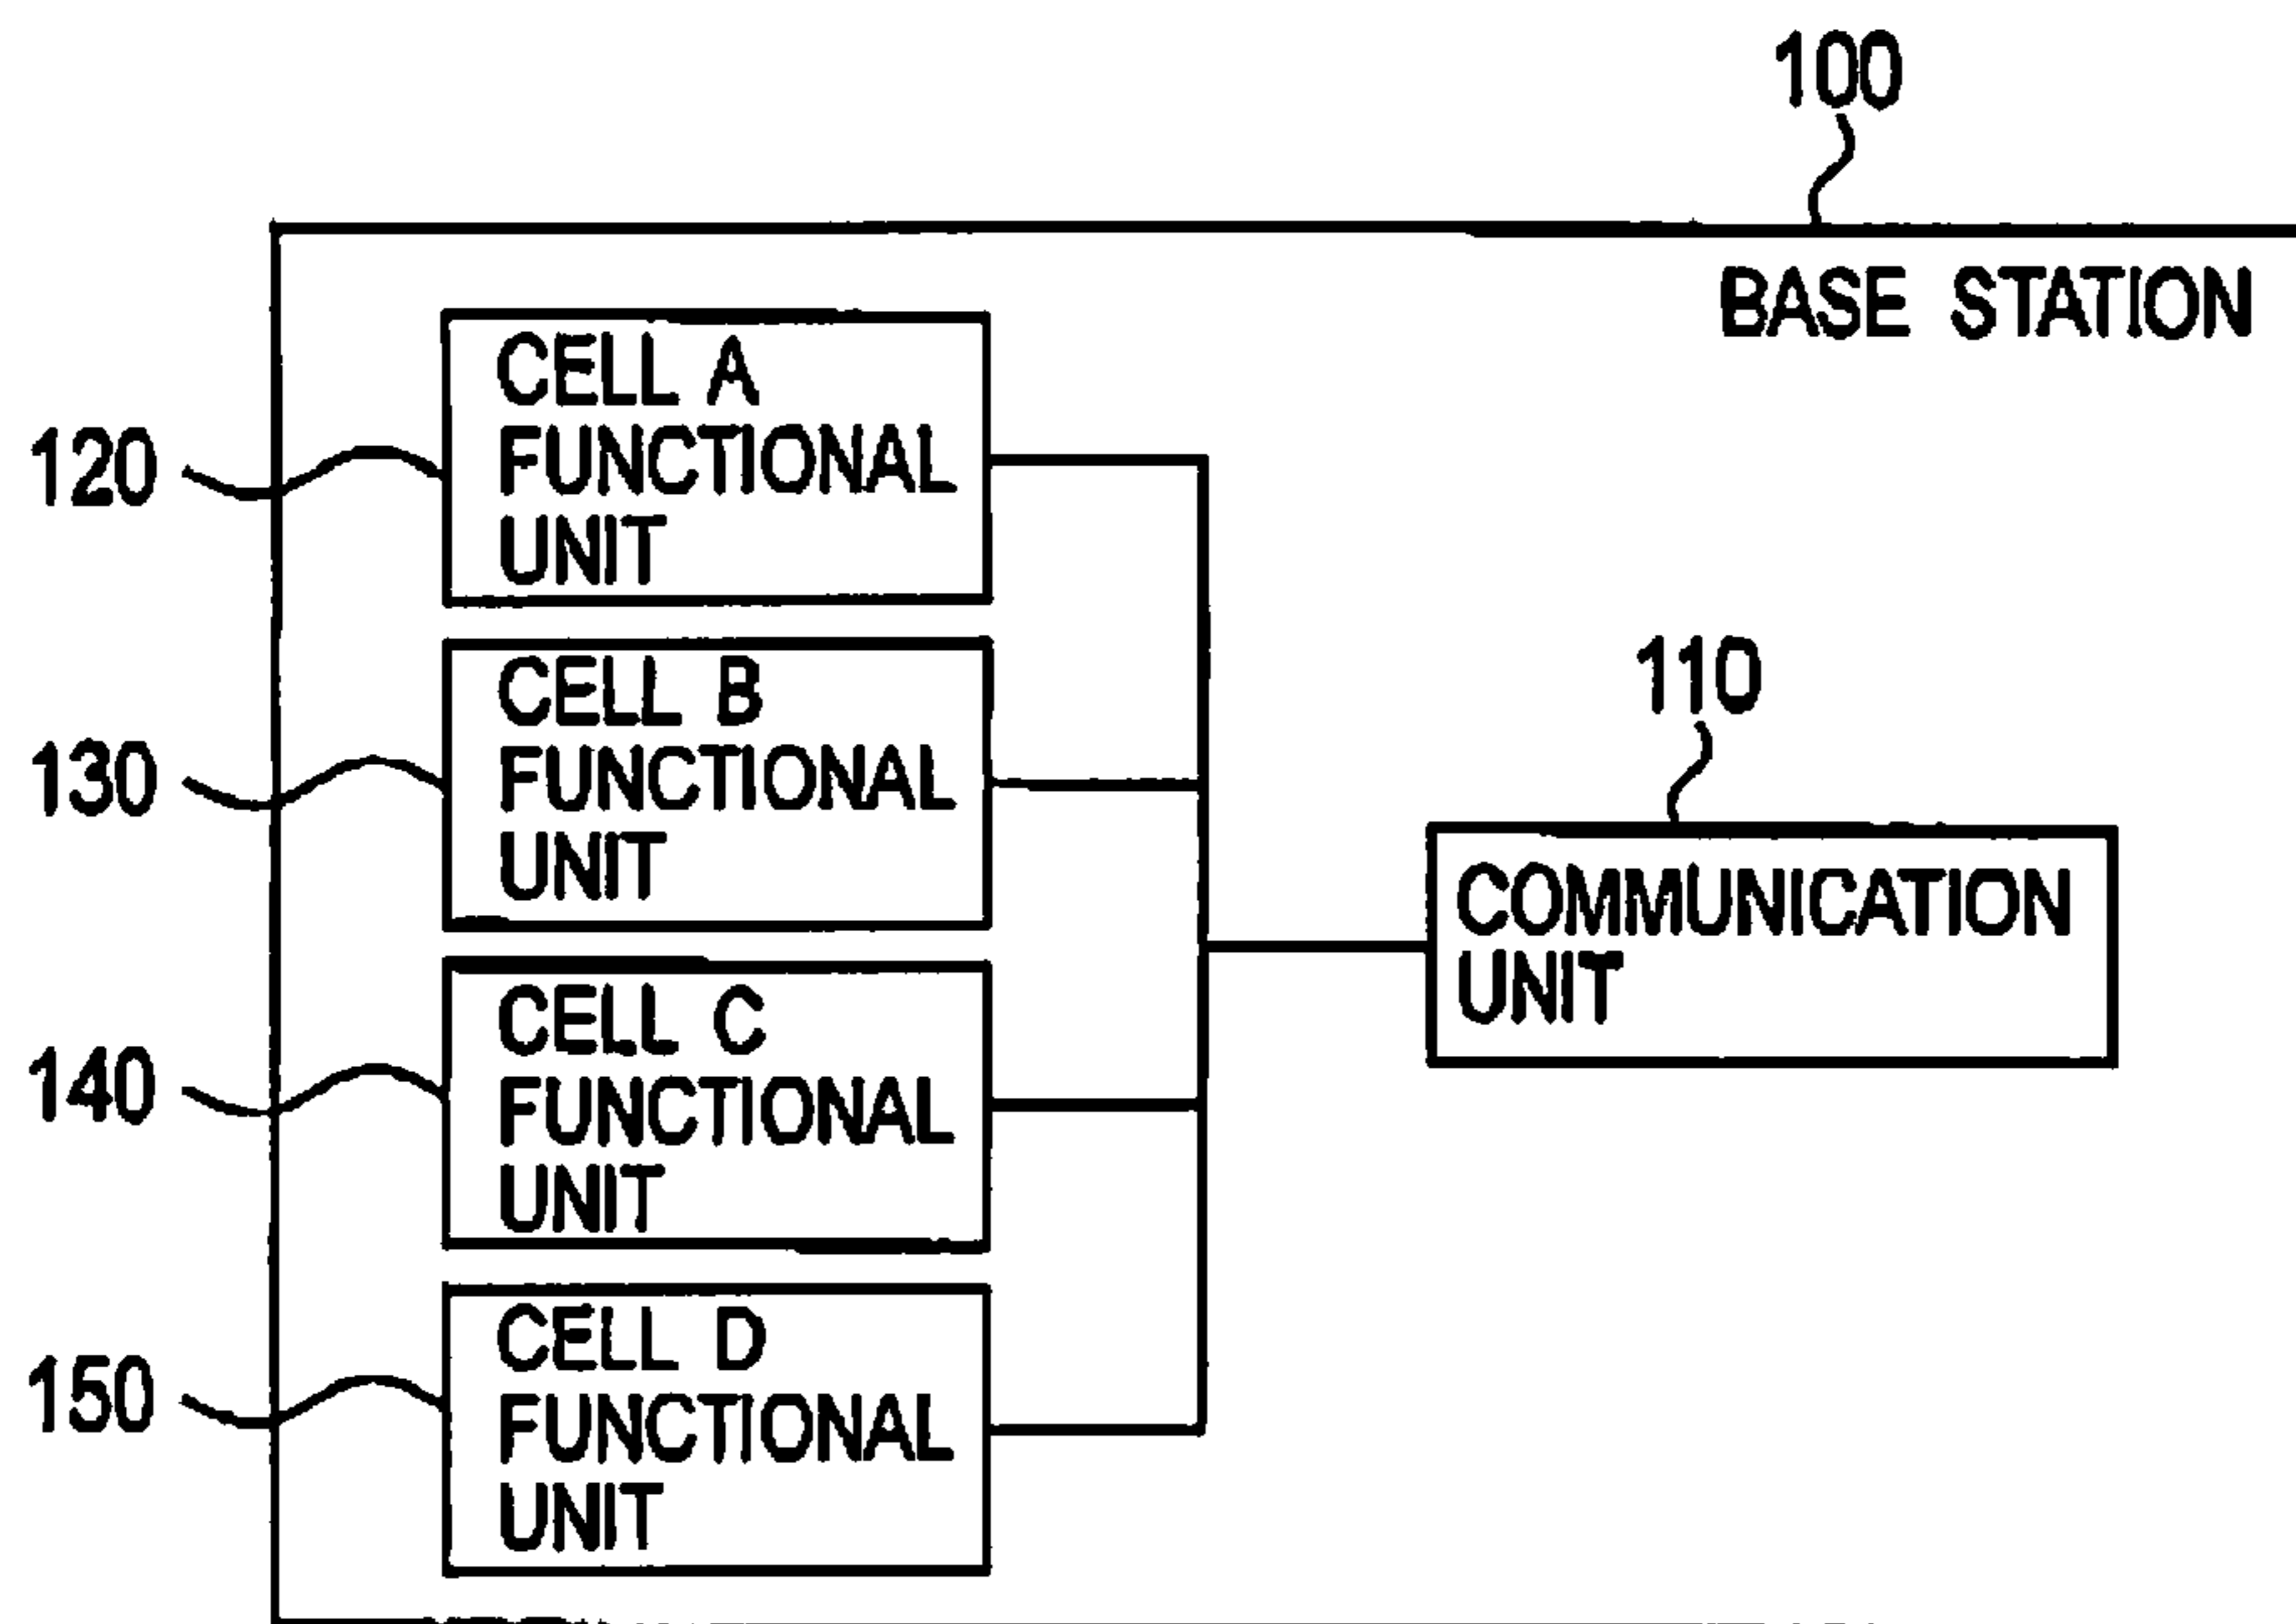 100
BASE STATION
120
CELL A
FUNCTIONAL
UNIT
130
CELL B
FUNCTIONAL
UNIT
110
COMMUNICATION
UNIT
140
CELL C
FUNCTIONAL
UNIT
150
CELL D
FUNCTIONAL
UNIT